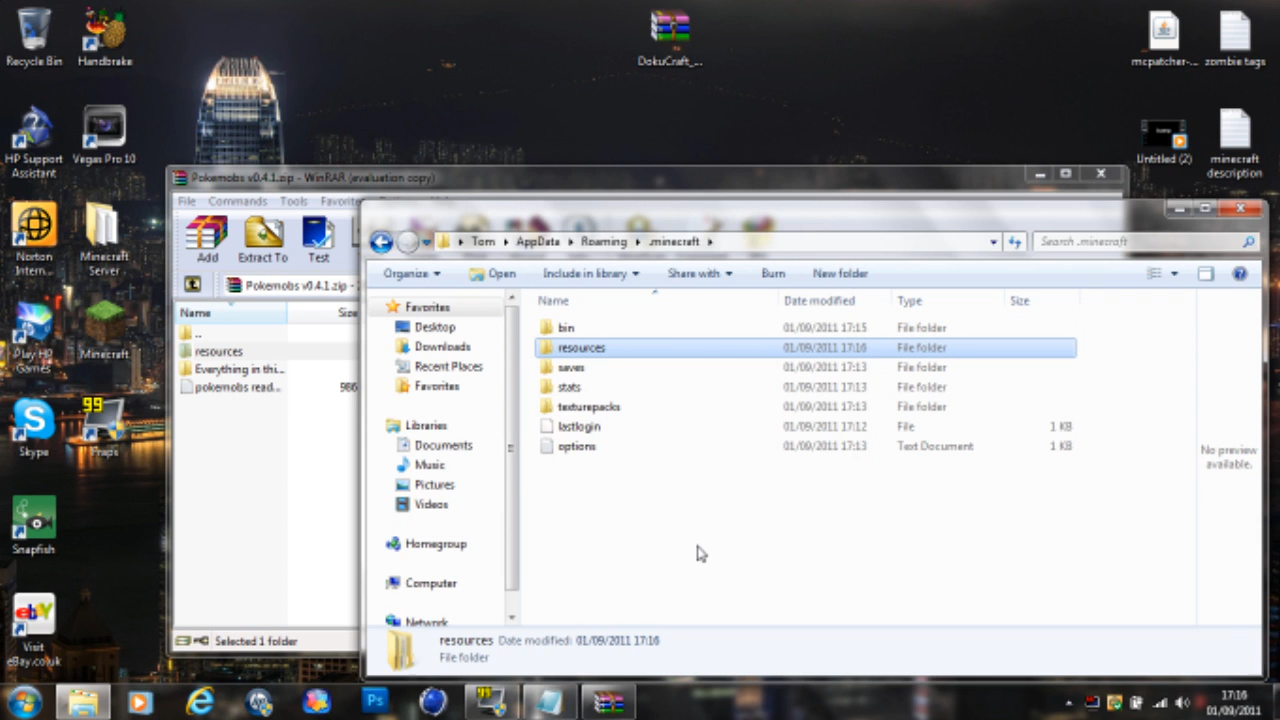 Recycle Bin
Handbrake
DokuCraft_...
mcpatcher-...
zombie tags
HP Support Assistant
Vegas Pro 10
Untitled (2)
minecraft description
Norton Intern...
Minecraft Server
Play HP Games
Minecraft
Skype
99
Fraps
Snapfish
ebY
Visit eBay.co.uk
Pokemobs v0.4.1.zip - WinRAR (evaluation copy)
File Commands Tools Favorites
Add Extract To Test
Pokemobs v0.4.1.zip -
Name Size
..
resources
Everything in thi...
pokemobs read... 986
Selected 1 folder
Tom AppData Roaming .minecraft
Search .minecraft
Organize Open Include in library Share with Burn New folder
Favorites
Desktop
Downloads
Recent Places
Favorites
Libraries
Documents
Music
Pictures
Videos
Homegroup
Computer
Network
Name Date modified Type Size
bin 01/09/2011 17:15 File folder
resources 01/09/2011 17:16 File folder
saves 01/09/2011 17:13 File folder
stats 01/09/2011 17:13 File folder
texturepacks 01/09/2011 17:13 File folder
lastlogin 01/09/2011 17:12 File 1 KB
options 01/09/2011 17:13 Text Document 1 KB
No preview available.
resources Date modified: 01/09/2011 17:16
File folder
Ps
99
17:16
01/09/2011